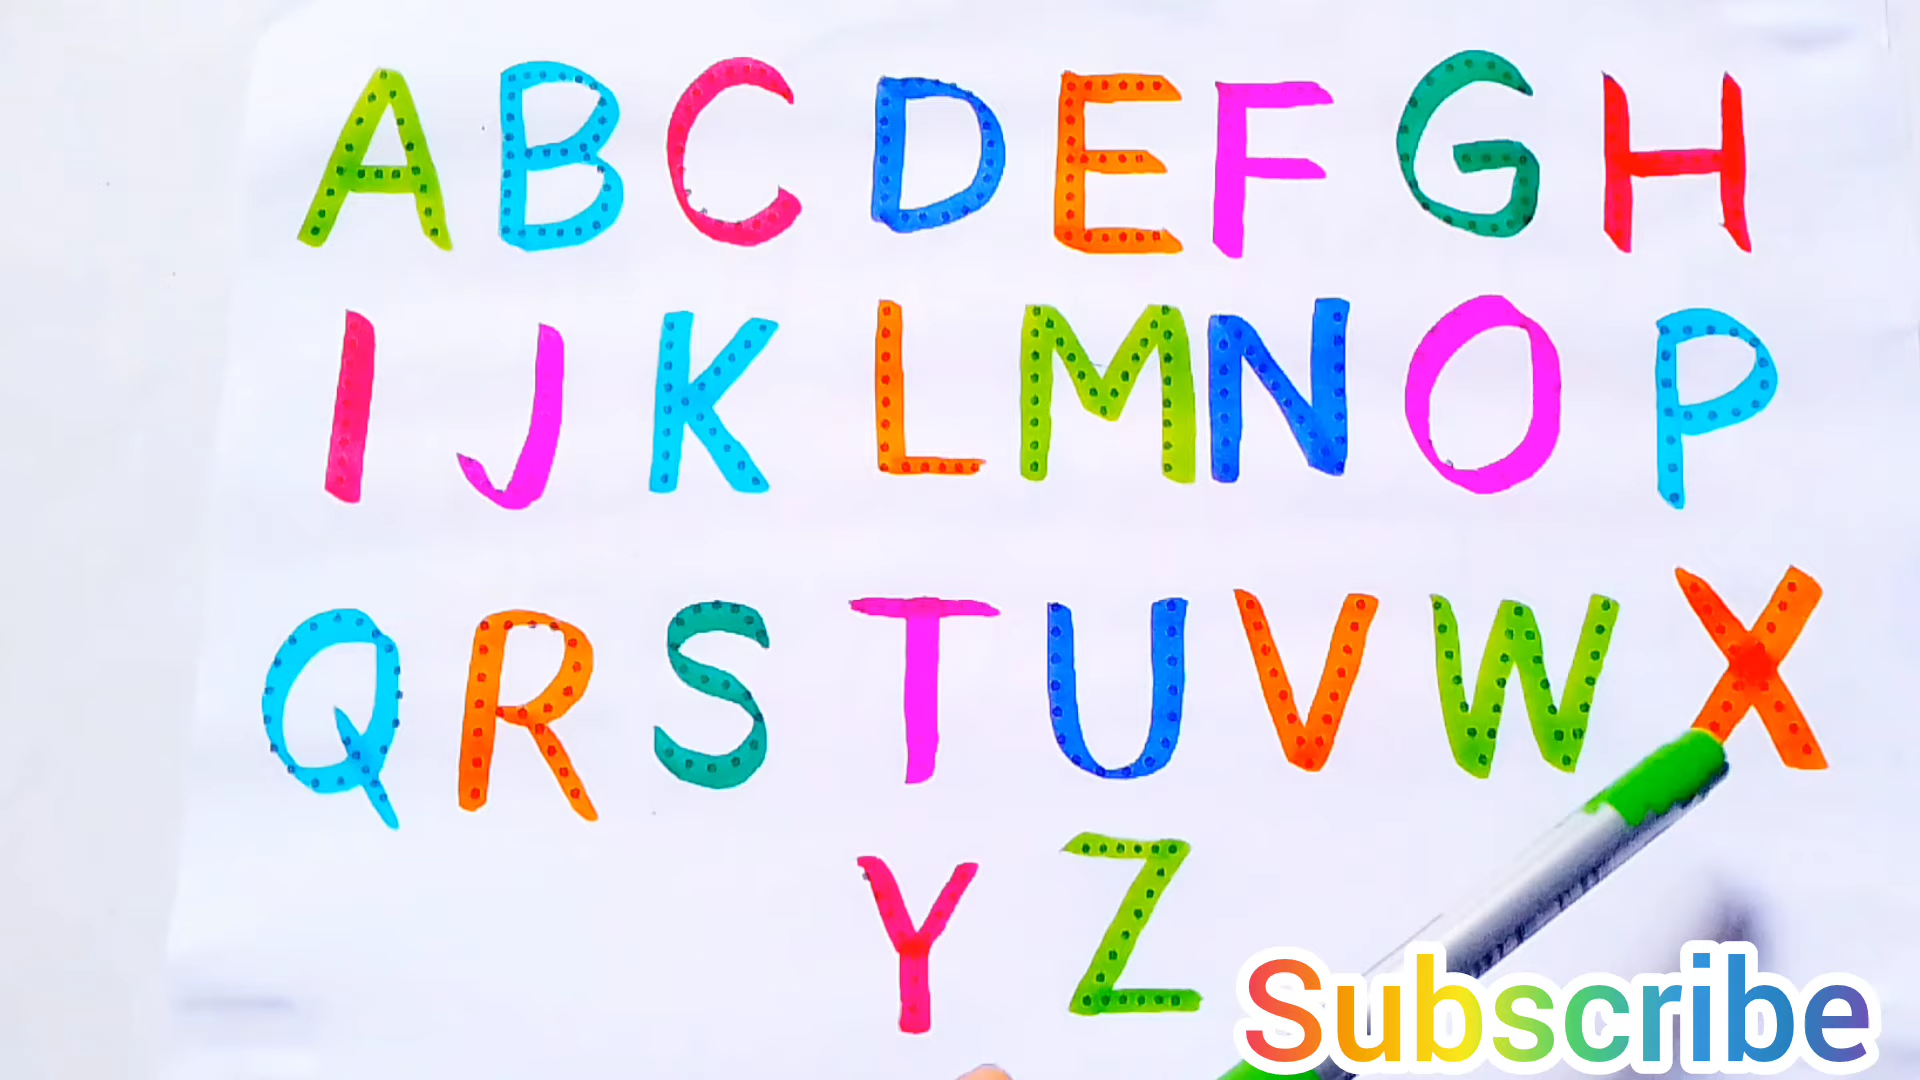 A B C D E F G H
I J K L M N O P
Q R S T U V W X
Y Z
Subscribe